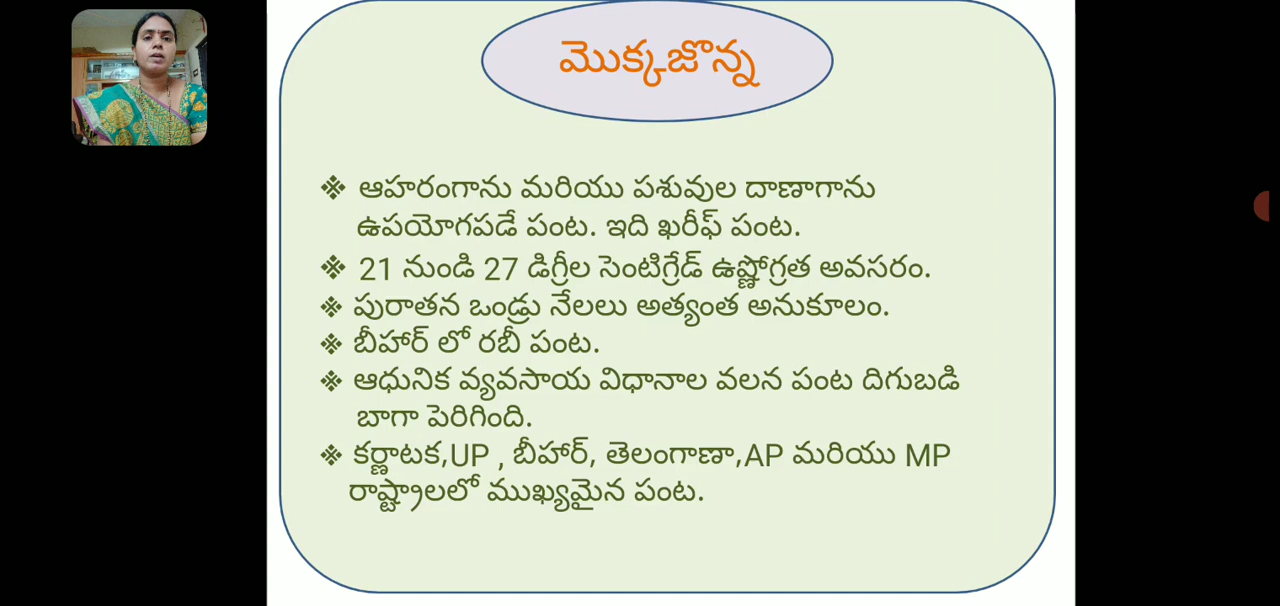 మొక్కజొన్న
❖ ఆహరంగాను మరియు పశువుల దాణాగాను
ఉపయోగపడే పంట. ఇది ఖరీఫ్ పంట.
❖ 21 నుండి 27 డిగ్రీల సెంటిగ్రేడ్ ఉష్ణోగ్రత అవసరం.
❖ పురాతన ఒండ్రు నేలలు అత్యంత అనుకూలం.
❖ బీహార్ లో రబీ పంట.
❖ ఆధునిక వ్యవసాయ విధానాల వలన పంట దిగుబడి
బాగా పెరిగింది.
❖ కర్ణాటక,UP , బీహార్, తెలంగాణా,AP మరియు MP
రాష్ట్రాలలో ముఖ్యమైన పంట.